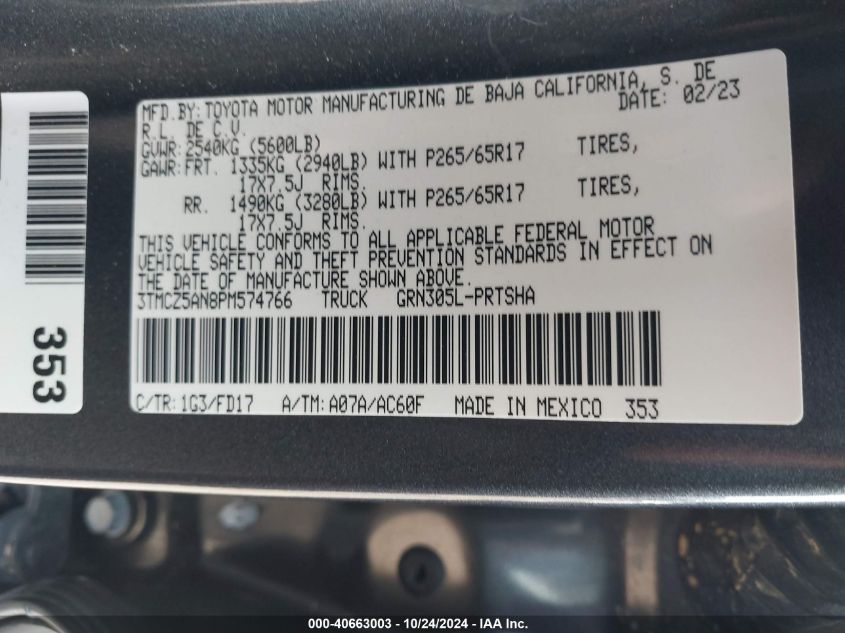 MFD.BY:TOYOTA MOTOR MANUFACTURING DE BAJA CALIFORNIA, S. DE
R.L. DE C.V. DATE: 02/23
GVWR:2540KG (5600LB)
GAWR:FRT. 1335KG (2940LB) WITH P265/65R17 TIRES,
17X7.5J RIMS.
RR. 1490KG (3280LB) WITH P265/65R17 TIRES,
17X7.5J RIMS.
THIS VEHICLE CONFORMS TO ALL APPLICABLE FEDERAL MOTOR
VEHICLE SAFETY AND THEFT PREVENTION STANDARDS IN EFFECT ON
THE DATE OF MANUFACTURE SHOWN ABOVE.
3TMCZ5AN8PM574766 TRUCK GRN305L-PRTSHA
C/TR:1G3/FD17 A/TM:A07A/AC60F MADE IN MEXICO 353
353
000-40663003 - 10/24/2024 - IAA Inc.